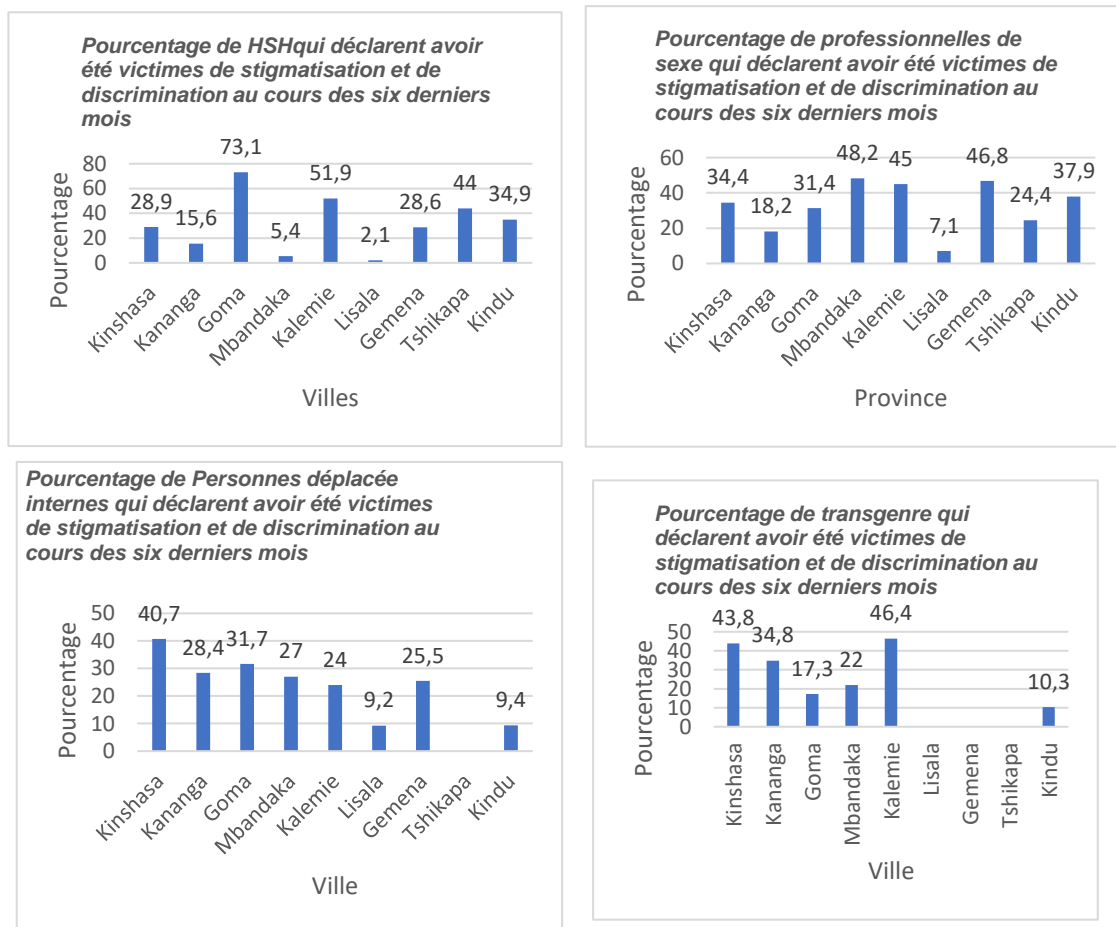 Pourcentage de HSHqui déclarent avoir
été victimes de stigmatisation et de
discrimination au cours des six derniers
mois
Pourcentage
80
60
40
20
0
28,9
15,6
73,1
5,4
51,9
2,1
28,6
44
34,9
Kinshasa
Kananga
Goma
Mbandaka
Kalemie
Lisala
Gemena
Tshikapa
Kindu
Villes
Pourcentage de professionnelles de
sexe qui déclarent avoir été victimes de
stigmatisation et de discrimination au
cours des six derniers mois
Pourcentage
60
40
20
0
34,4
18,2
31,4
48,2
45
7,1
46,8
24,4
37,9
Kinshasa
Kananga
Goma
Mbandaka
Kalemie
Lisala
Gemena
Tshikapa
Kindu
Province
Pourcentage de Personnes déplacée
internes qui déclarent avoir été victimes
de stigmatisation et de discrimination au
cours des six derniers mois
Pourcentage
50
40
30
20
10
0
40,7
28,4
31,7
27
24
9,2
25,5
9,4
Kinshasa
Kananga
Goma
Mbandaka
Kalemie
Lisala
Gemena
Tshikapa
Kindu
Ville
Pourcentage de transgenre qui
déclarent avoir été victimes de
stigmatisation et de discrimination au
cours des six derniers mois
Pourcentage
50
40
30
20
10
0
43,8
34,8
17,3
22
46,4
10,3
Kinshasa
Kananga
Goma
Mbandaka
Kalemie
Lisala
Gemena
Tshikapa
Kindu
Ville